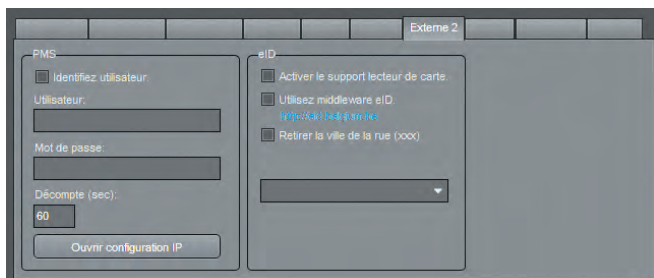 Externe 2
PMS
Identifiez utilisateur.
Utilisateur:
Mot de passe:
Décompte (sec):
60
Ouvrir configuration IP
eID
Activer le support lecteur de carte.
Utilisez middleware eID.
Retirer la ville de la rue (xxx)